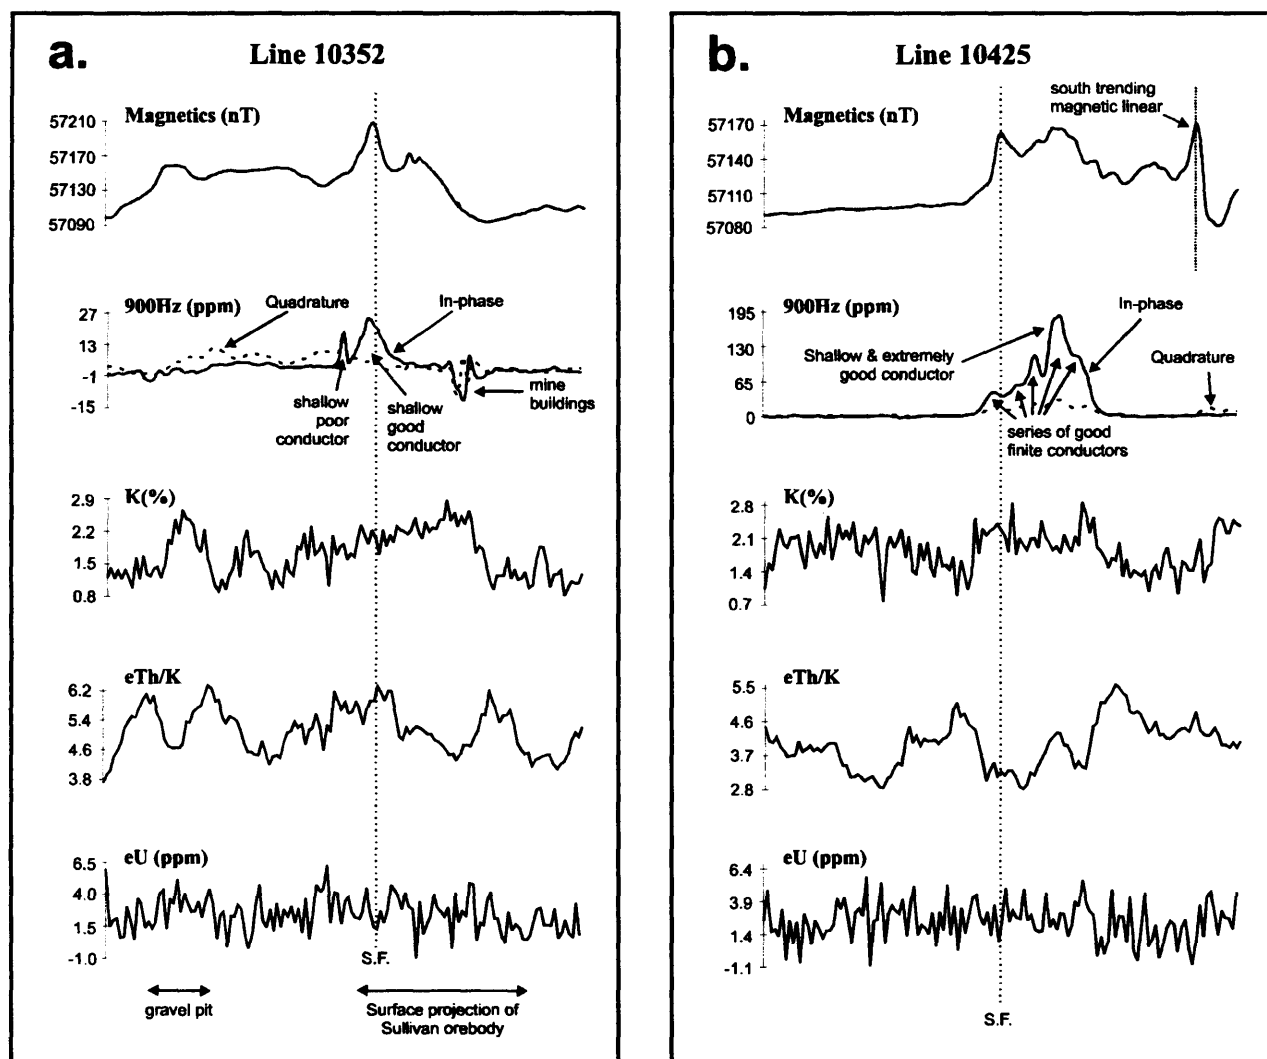 a.
Line 10352
Magnetics (nT)
57210
57170
57130
57090
900Hz (ppm)
Quadrature
In-phase
27
13
-1
-15
shallow
poor
conductor
shallow
good
conductor
mine
buildings
K(%)
2.9
2.2
1.5
0.8
eTh/K
6.2
5.4
4.6
3.8
eU (ppm)
6.5
4.0
1.5
-1.0
S.F.
gravel pit
Surface projection of
Sullivan orebody
b.
Line 10425
south trending
magnetic linear
Magnetics (nT)
57170
57140
57110
57080
900Hz (ppm)
In-phase
195
130
65
0
Shallow & extremely
good conductor
Quadrature
series of good
finite conductors
K(%)
2.8
2.1
1.4
0.7
eTh/K
5.5
4.6
3.7
2.8
eU (ppm)
6.4
3.9
1.4
-1.1
S.F.